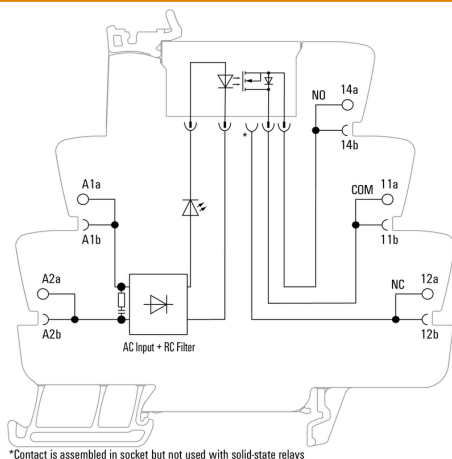 *
NO
14a
14b
A1a
COM
11a
A1b
11b
A2a
NC
12a
A2b
12b
AC Input + RC Filter
*Contact is assembled in socket but not used with solid-state relays